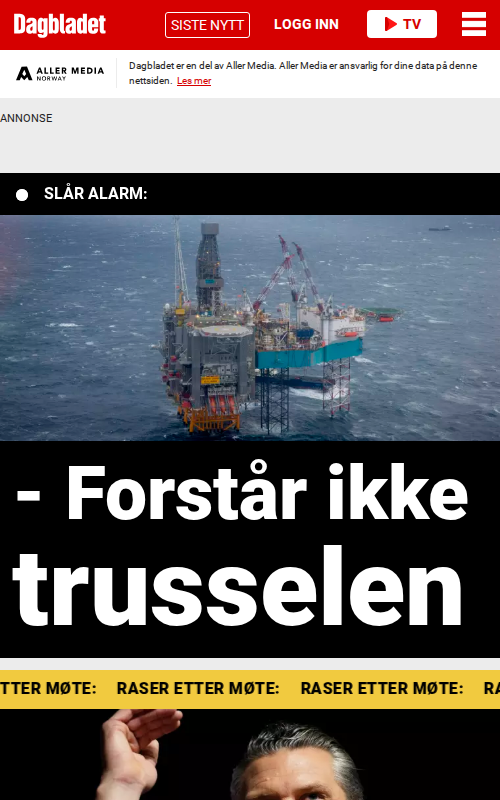 Dagbladet
SISTE NYTT
LOGG INN
TV
ALLER MEDIA
NORWAY
Dagbladet er en del av Aller Media. Aller Media er ansvarlig for dine data på denne
nettsiden. Les mer
ANNONSE
SLÅR ALARM:
- Forstår ikke
trusselen
TTER MØTE: RASER ETTER MØTE: RASER ETTER MØTE: RA